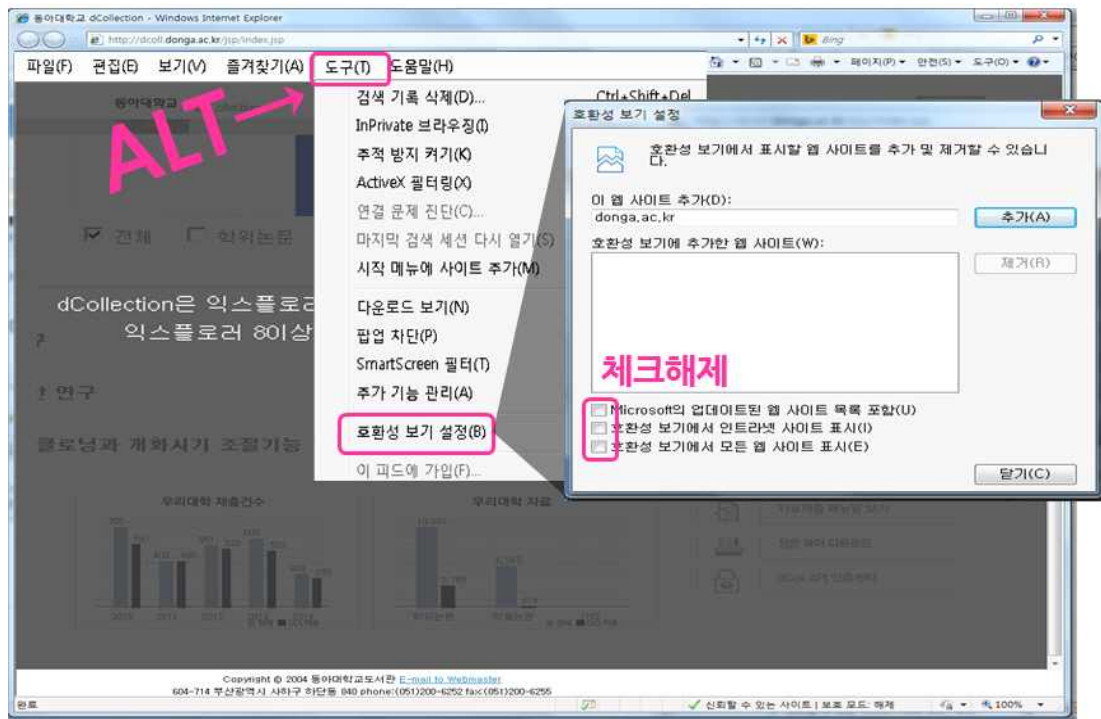 동아대학교 dCollection - Windows Internet Explorer
http://dcoll.donga.ac.kr/jsp/index.jsp
Bing
파일(F) 편집(E) 보기(V) 즐겨찾기(A) 도구(T) 도움말(H)
페이지(P) 안전(S) 도구(O)
ALT
동아대학교
검색 기록 삭제(D)... Ctrl+Shift+Del
InPrivate 브라우징(I)
추적 방지 켜기(K)
ActiveX 필터링(X)
연결 문제 진단(C)...
마지막 검색 세션 다시 열기(S)
시작 메뉴에 사이트 추가(M)
다운로드 보기(N)
팝업 차단(P)
SmartScreen 필터(T)
추가 기능 관리(A)
호환성 보기 설정(B)
이 피드에 가입(F)...
호환성 보기 설정
호환성 보기에서 표시할 웹 사이트를 추가 및 제거할 수 있습니
다.
이 웹 사이트 추가(D):
donga.ac.kr
추가(A)
호환성 보기에 추가한 웹 사이트(W):
제거(R)
체크해제
Microsoft의 업데이트된 웹 사이트 목록 포함(U)
호환성 보기에서 인트라넷 사이트 표시(I)
호환성 보기에서 모든 웹 사이트 표시(E)
닫기(C)
전체 학위논문
dCollection은 익스플로러
익스플로러 8이상
연구
클로닝과 개화시기 조절기능
우리대학 제출건수
우리대학 자료
Copyright © 2004 동아대학교도서관 E-mail to Webmaster
604-714 부산광역시 사하구 하단동 840 phone:(051)200-6252 fax:(051)200-6255
완료
신뢰할 수 있는 사이트 | 보호 모드: 해제
100%